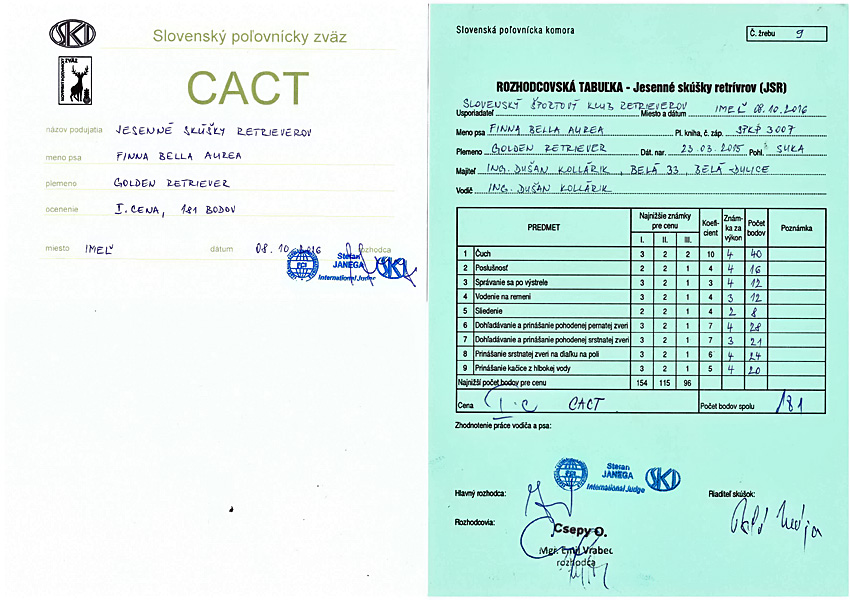 SKJ
Slovenský poľovnícky zväz
CACT
názov podujatia JESENNÉ SKÚŠKY RETRIEVEROV
meno psa FINNA BELLA AUREA
plemeno GOLDEN RETRIEVER
ocenenie I. CENA, 181 BODOV
miesto IMEĽ dátum 08.10.2016 rozhodca
FCI Stefan JANEGA International Judge SKJ
Slovenská poľovnícka komora
Č. žrebu 9
ROZHODCOVSKÁ TABUĽKA - Jesenné skúšky retrívrov (JSR)
Usporiadateľ SLOVENSKÝ ŠPORTOVÝ KLUB RETRIEVEROV Miesto a dátum IMEĽ 08.10.2016
Meno psa FINNA BELLA AUREA Pl. kniha, č. záp. SPKP 3007
Plemeno GOLDEN RETRIEVER Dát. nar. 23.03.2015 Pohl. SUKA
Majiteľ ING. DUŠAN KOLLÁRIK, BELÁ 33, BELÁ-DULICE
Vodič ING. DUŠAN KOLLÁRIK
PREDMET Najnižšie známky pre cenu I. II. III. Koeficient Známka za výkon Počet bodov Poznámka
1 Čuch 3 2 2 10 4 40
2 Poslušnosť 2 2 1 4 4 16
3 Správanie sa po výstrele 2 2 1 3 4 12
4 Vodenie na remeni 3 2 1 4 3 12
5 Sliedenie 2 2 1 4 2 8
6 Dohľadávanie a prinášanie pohodenej pernatej zveri 3 2 1 7 4 28
7 Dohľadávanie a prinášanie pohodenej srstnatej zveri 3 2 1 7 3 21
8 Prinášanie srstnatej zveri na diaľku na poli 3 2 1 6 4 24
9 Prinášanie kačice z hlbokej vody 3 2 1 5 4 20
Najnižší počet bodov pre cenu 154 115 96
Cena I. c CACT Počet bodov spolu 181
Zhodnotenie práce vodiča a psa:
FCI Stefan JANEGA International Judge SKJ
Hlavný rozhodca: Riaditeľ skúšok:
Rozhodcovia: Csepy O.
Mgr. Emil Vrabec
rozhodca